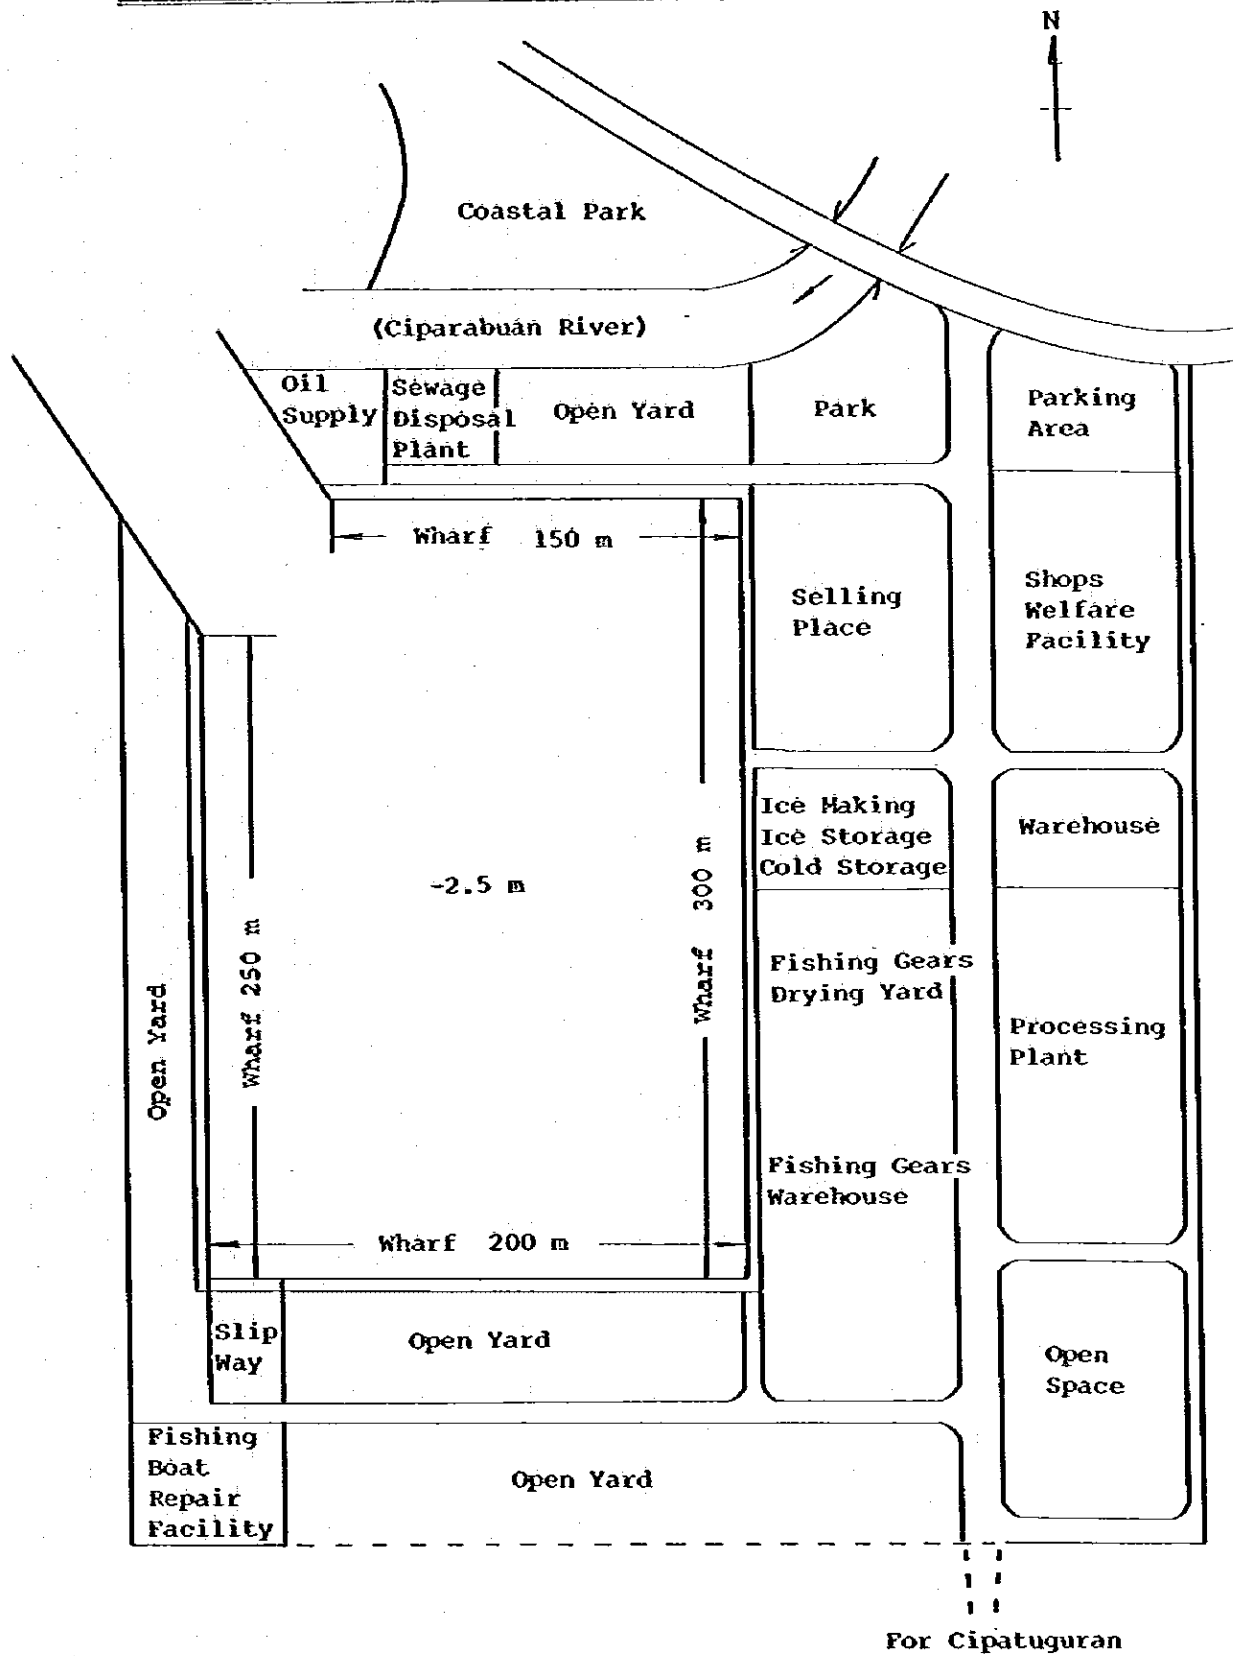 N
Coastal Park
(Ciparabuan River)
Oil
Supply
Sewage
Disposal
Plant
Open Yard
Park
Parking
Area
Wharf 150 m
Selling
Place
Shops
Welfare
Facility
Ice Making
Ice Storage
Cold Storage
Warehouse
-2.5 m
Wharf 300 m
Wharf 250 m
Open Yard
Fishing Gears
Drying Yard
Processing
Plant
Fishing Gears
Warehouse
Wharf 200 m
Slip
Way
Open Yard
Open
Space
Fishing
Boat
Repair
Facility
Open Yard
For Cipatuguran